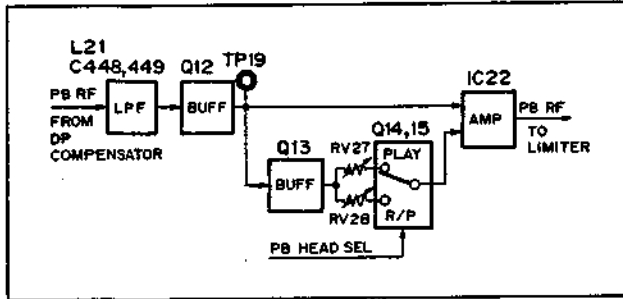 L21
C448,449
Q12
TP19
IC22
PB RF
LPF
BUFF
AMP
PB RF
FROM
DP
COMPENSATOR
TO
LIMITER
Q13
RV27
Q14,15
PLAY
BUFF
RV28
R/P
PB HEAD SEL